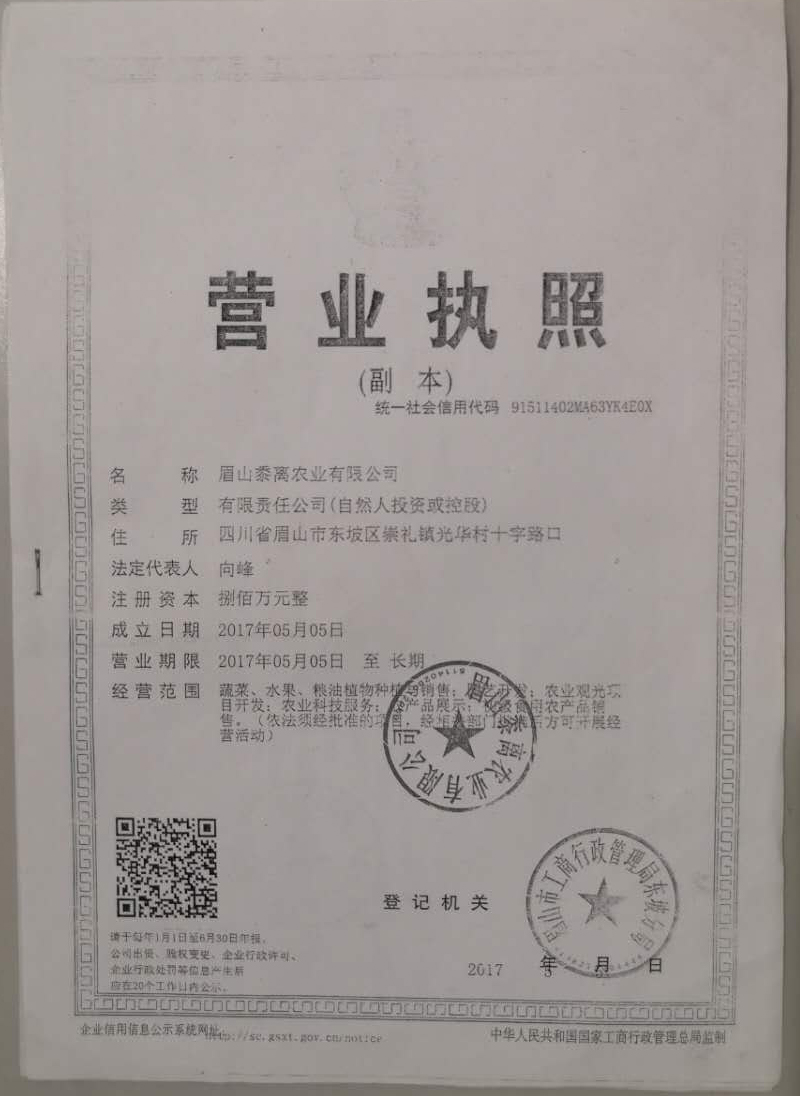 营业执照
(副 本)
统一社会信用代码 91511402MA63YK4E0X
名 称 眉山黍离农业有限公司
类 型 有限责任公司(自然人投资或控股)
住 所 四川省眉山市东坡区崇礼镇光华村十字路口
法定代表人 向峰
注册资本 捌佰万元整
成立日期 2017年05月05日
营业期限 2017年05月05日 至 长期
经营范围 蔬菜、水果、粮油植物种植与销售;开发;农业观光项
目开发;农业科技服务;产品展示;食用农产品销
售。(依法须经批准的项目,经相关部门批准后方可开展经
营活动)
眉山黍离农业有限公司
登记机关
眉山市工商行政管理局东坡分局
请于每年1月1日至6月30日年报。
公司出资、股权变更、企业行政许可、
企业行政处罚等信息产生后
应在20个工作日内公示。
2017 年 月 日
企业信用信息公示系统网址: http://sc.gsxt.gov.cn/notice
中华人民共和国国家工商行政管理总局监制